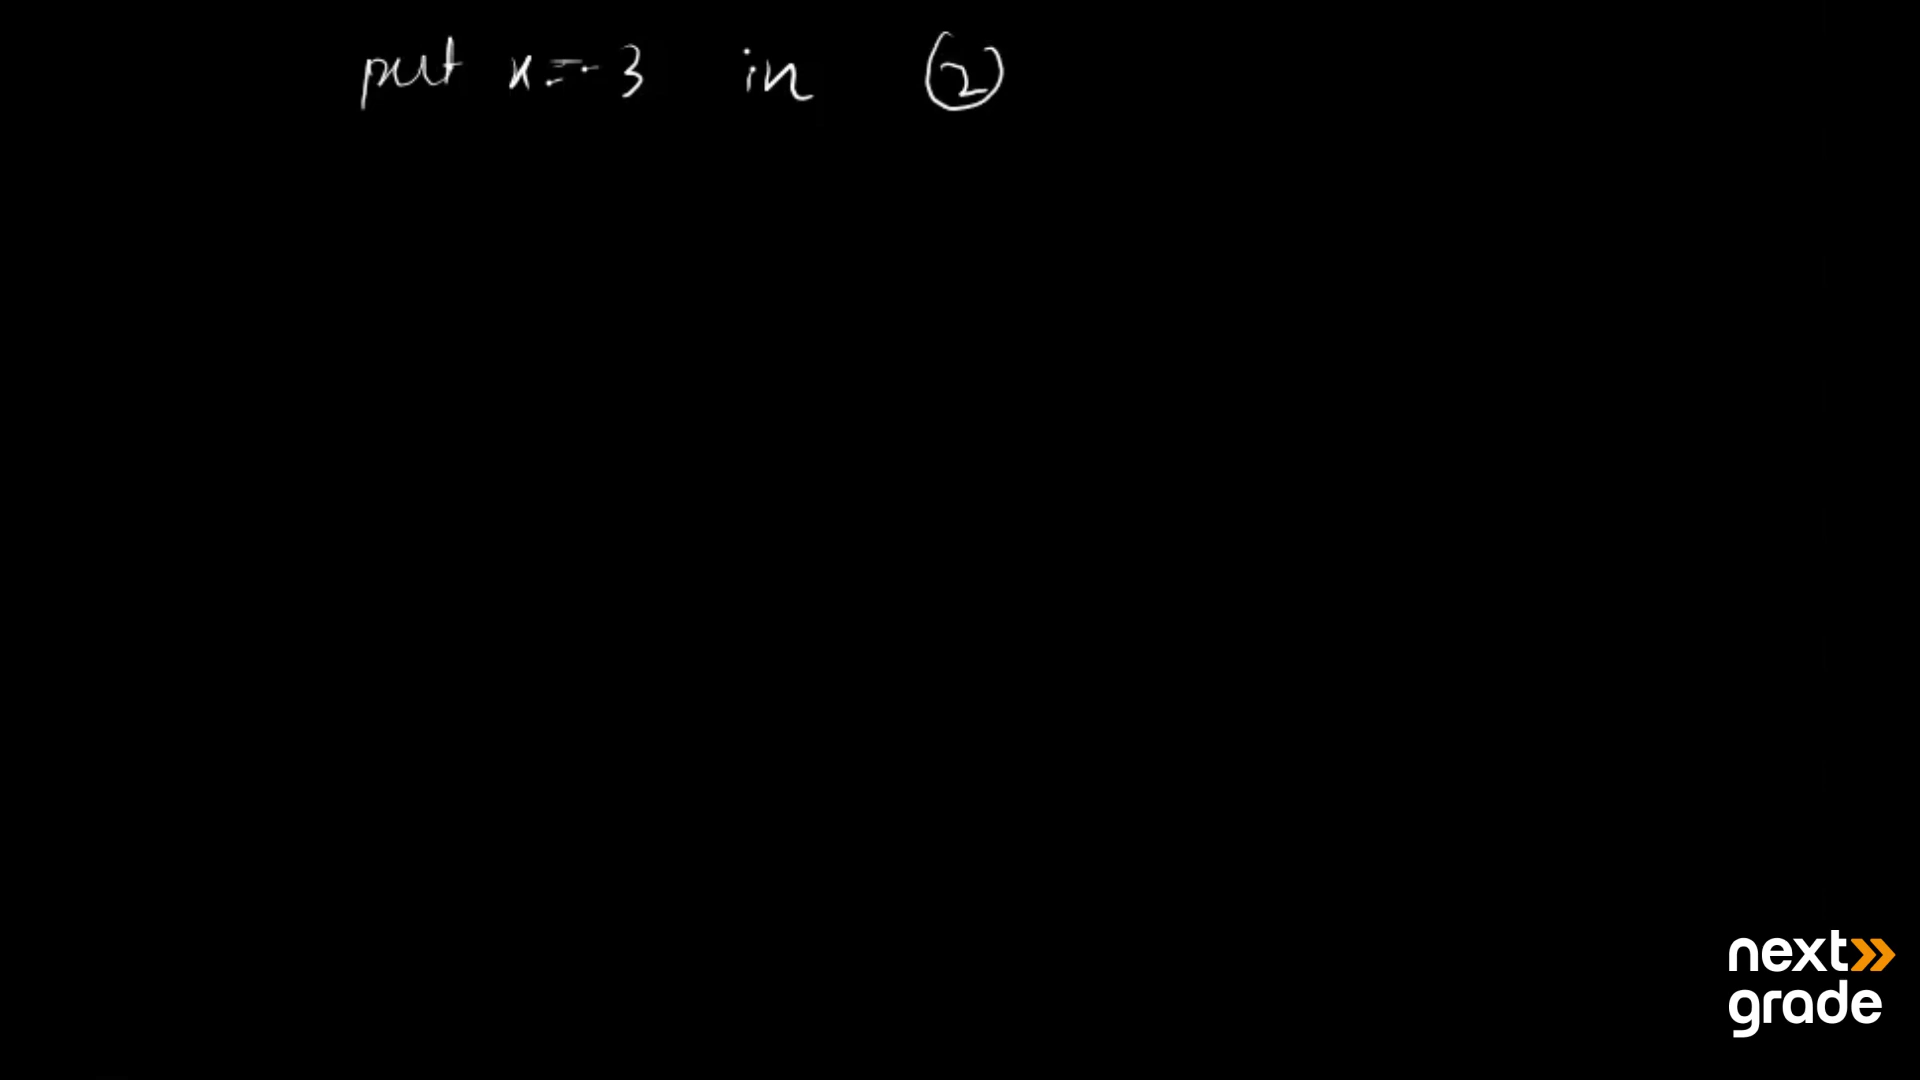 put x = -3 in ②
next
grade